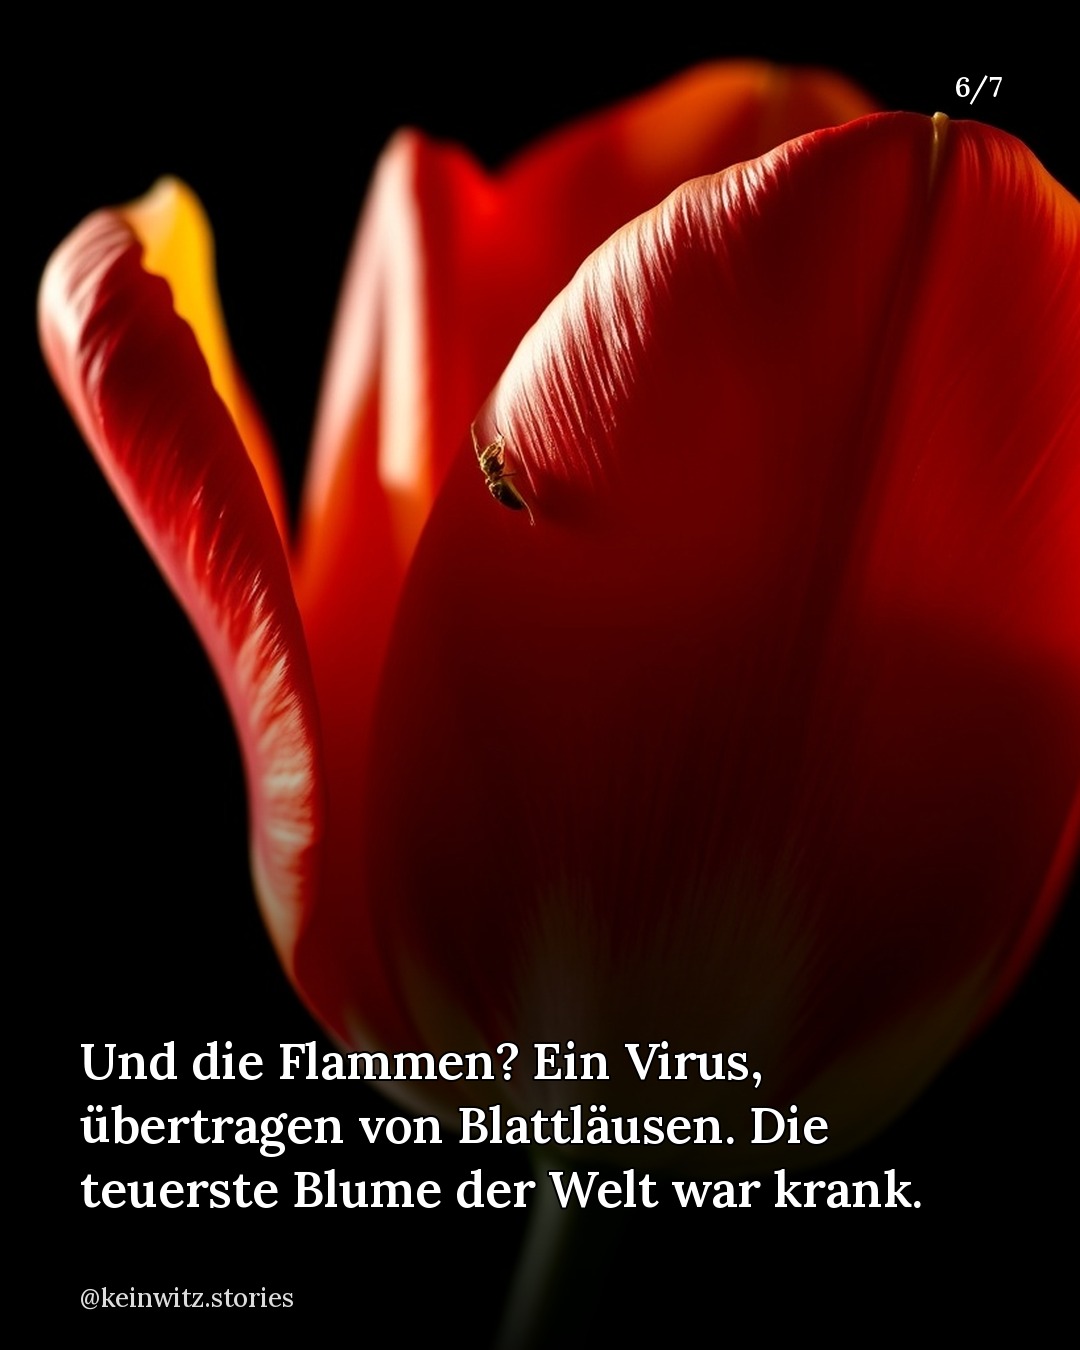 6/7
Und die Flammen? Ein Virus,
übertragen von Blattläusen. Die
teuerste Blume der Welt war krank.
@keinwitz.stories